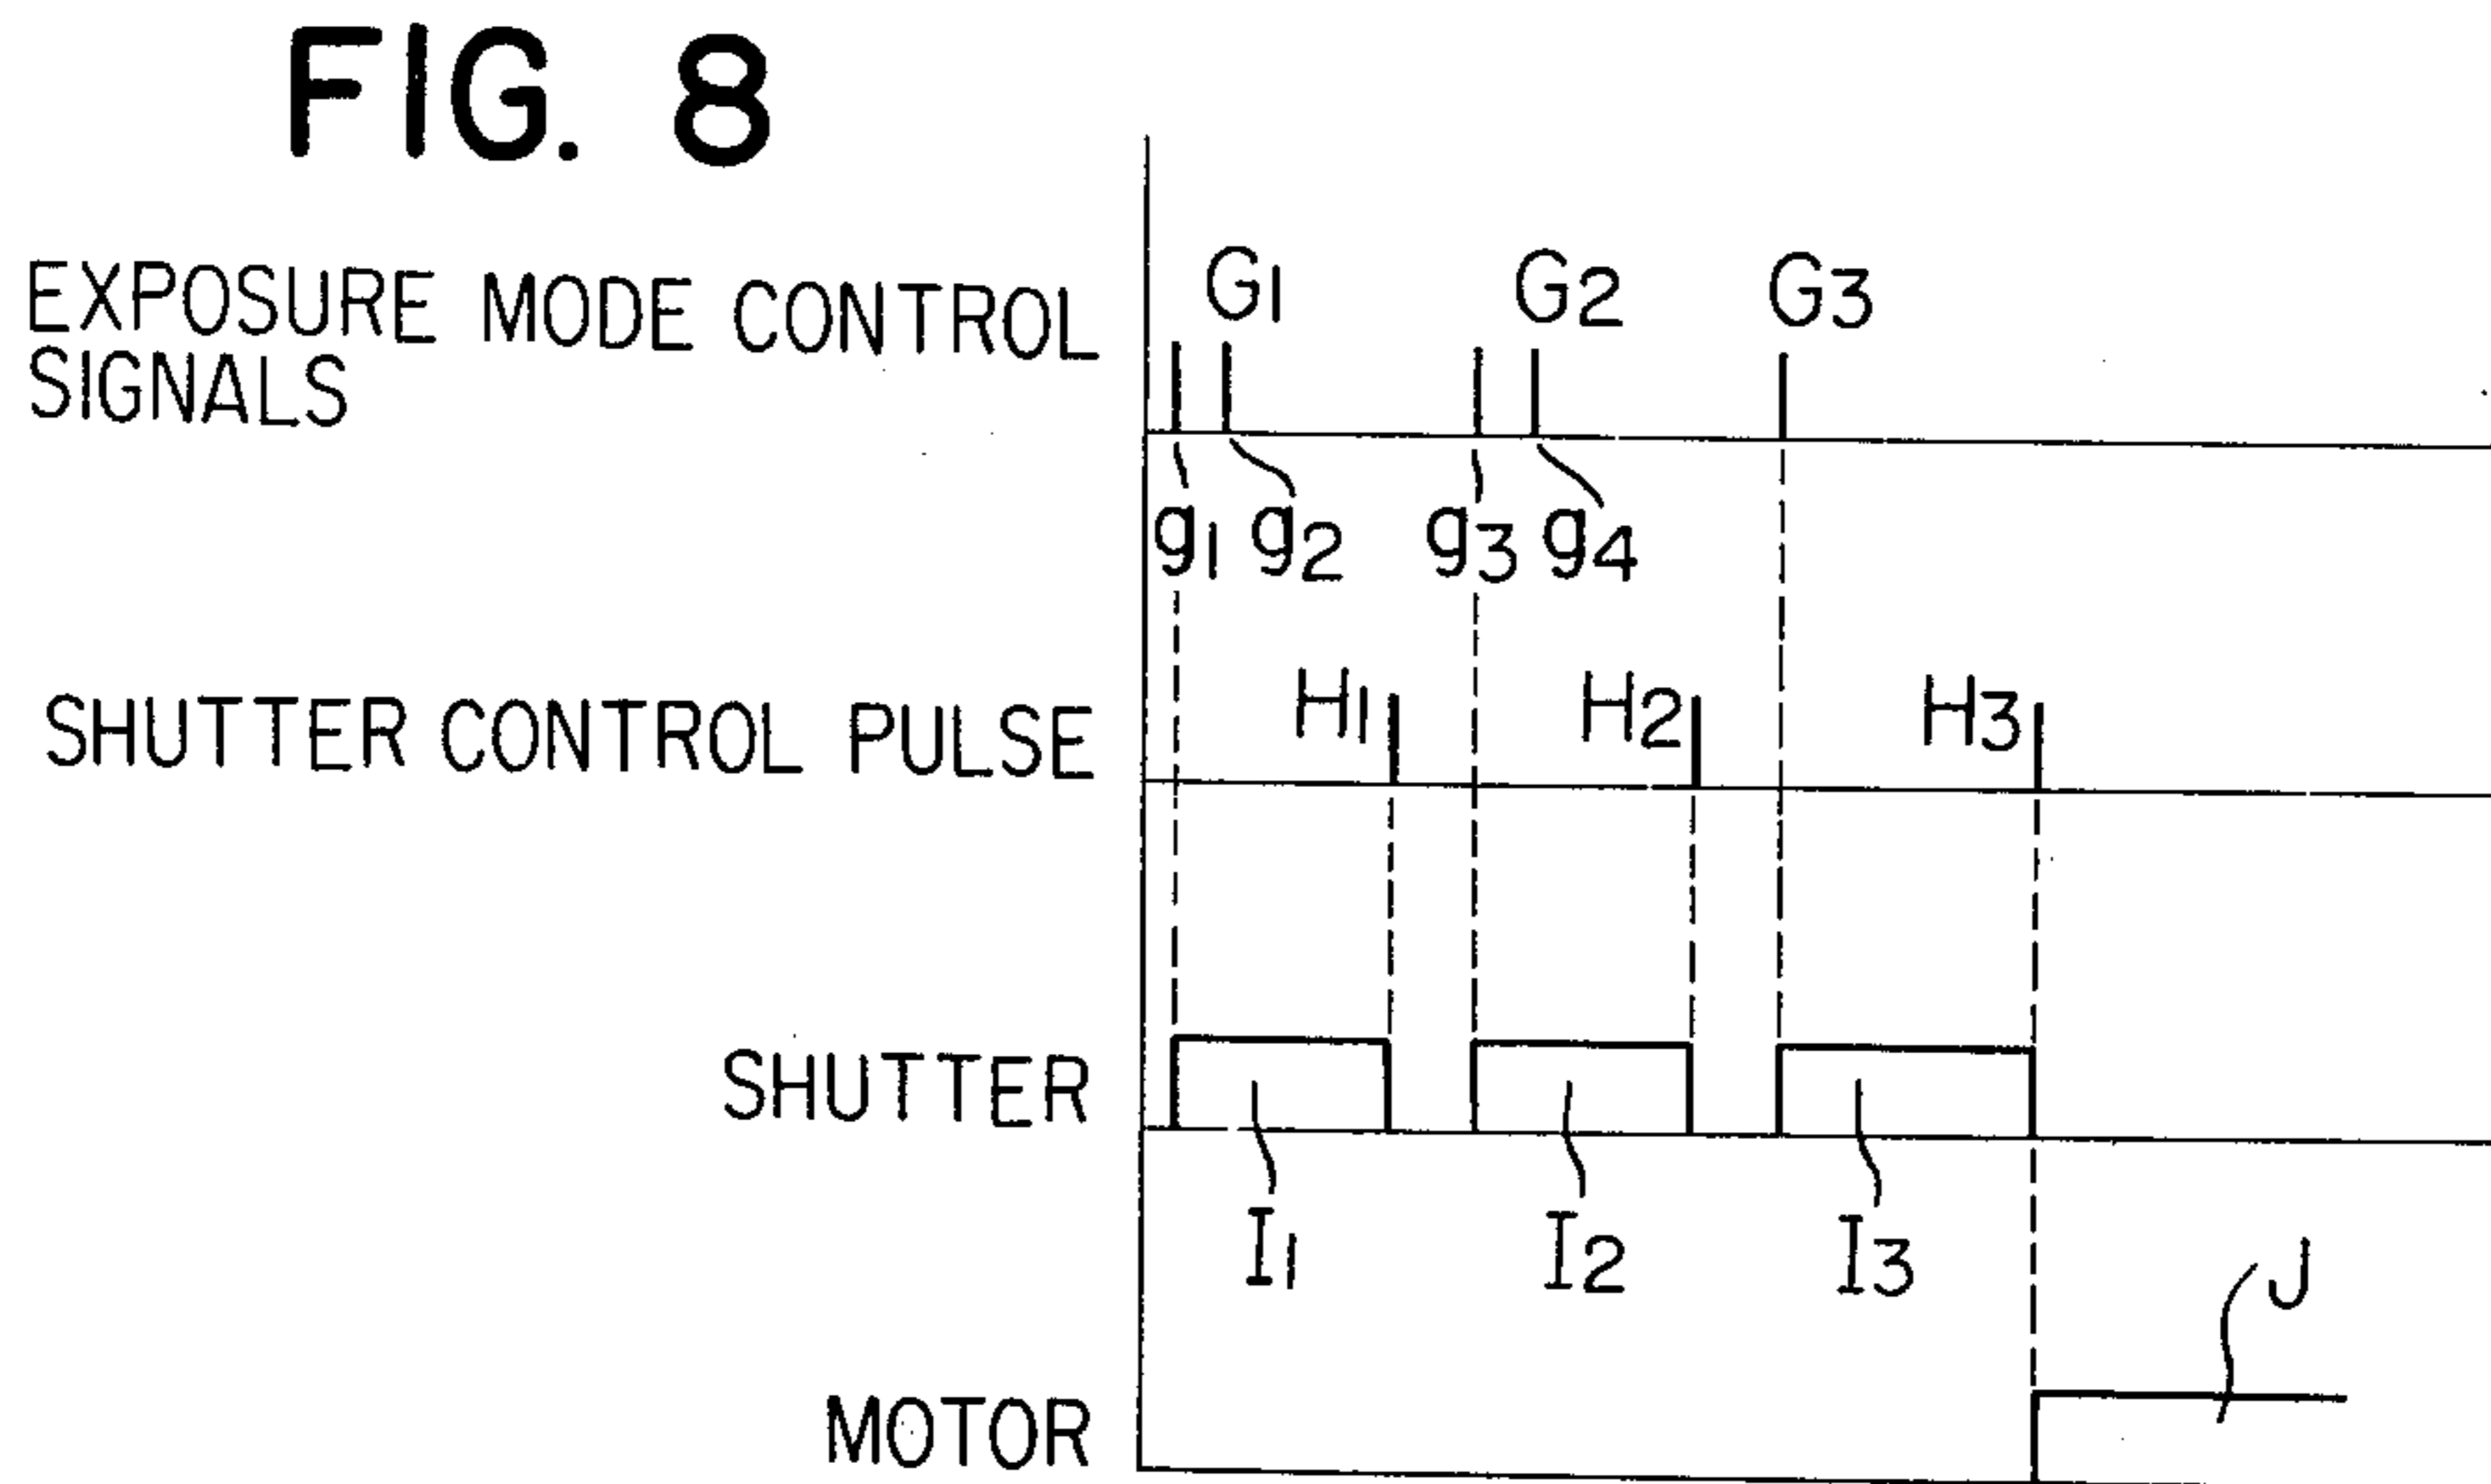 FIG. 8
EXPOSURE MODE CONTROL
SIGNALS
G1 G2 G3
g1 g2 g3 g4
SHUTTER CONTROL PULSE
H1 H2 H3
SHUTTER
I1 I2 I3
J
MOTOR